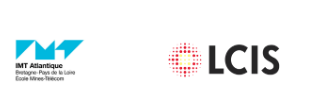 IMT Atlantique
Bretagne-Pays de la Loire
École Mines-Télécom
LCIS